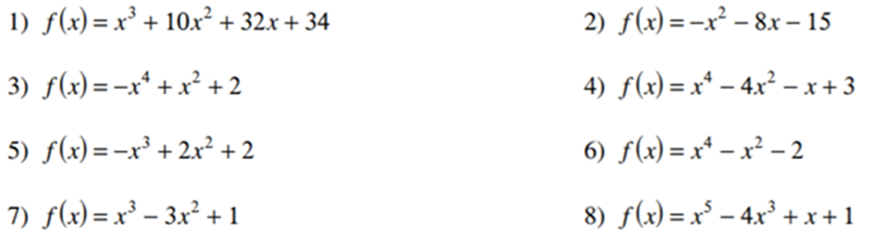 1) f(x) = x³ + 10x² + 32x + 34
2) f(x) = –x² – 8x – 15
3) f(x) = –x⁴ + x² + 2
4) f(x) = x⁴ – 4x² – x + 3
5) f(x) = –x³ + 2x² + 2
6) f(x) = x⁴ – x² – 2
7) f(x) = x³ – 3x² + 1
8) f(x) = x⁵ – 4x³ + x + 1